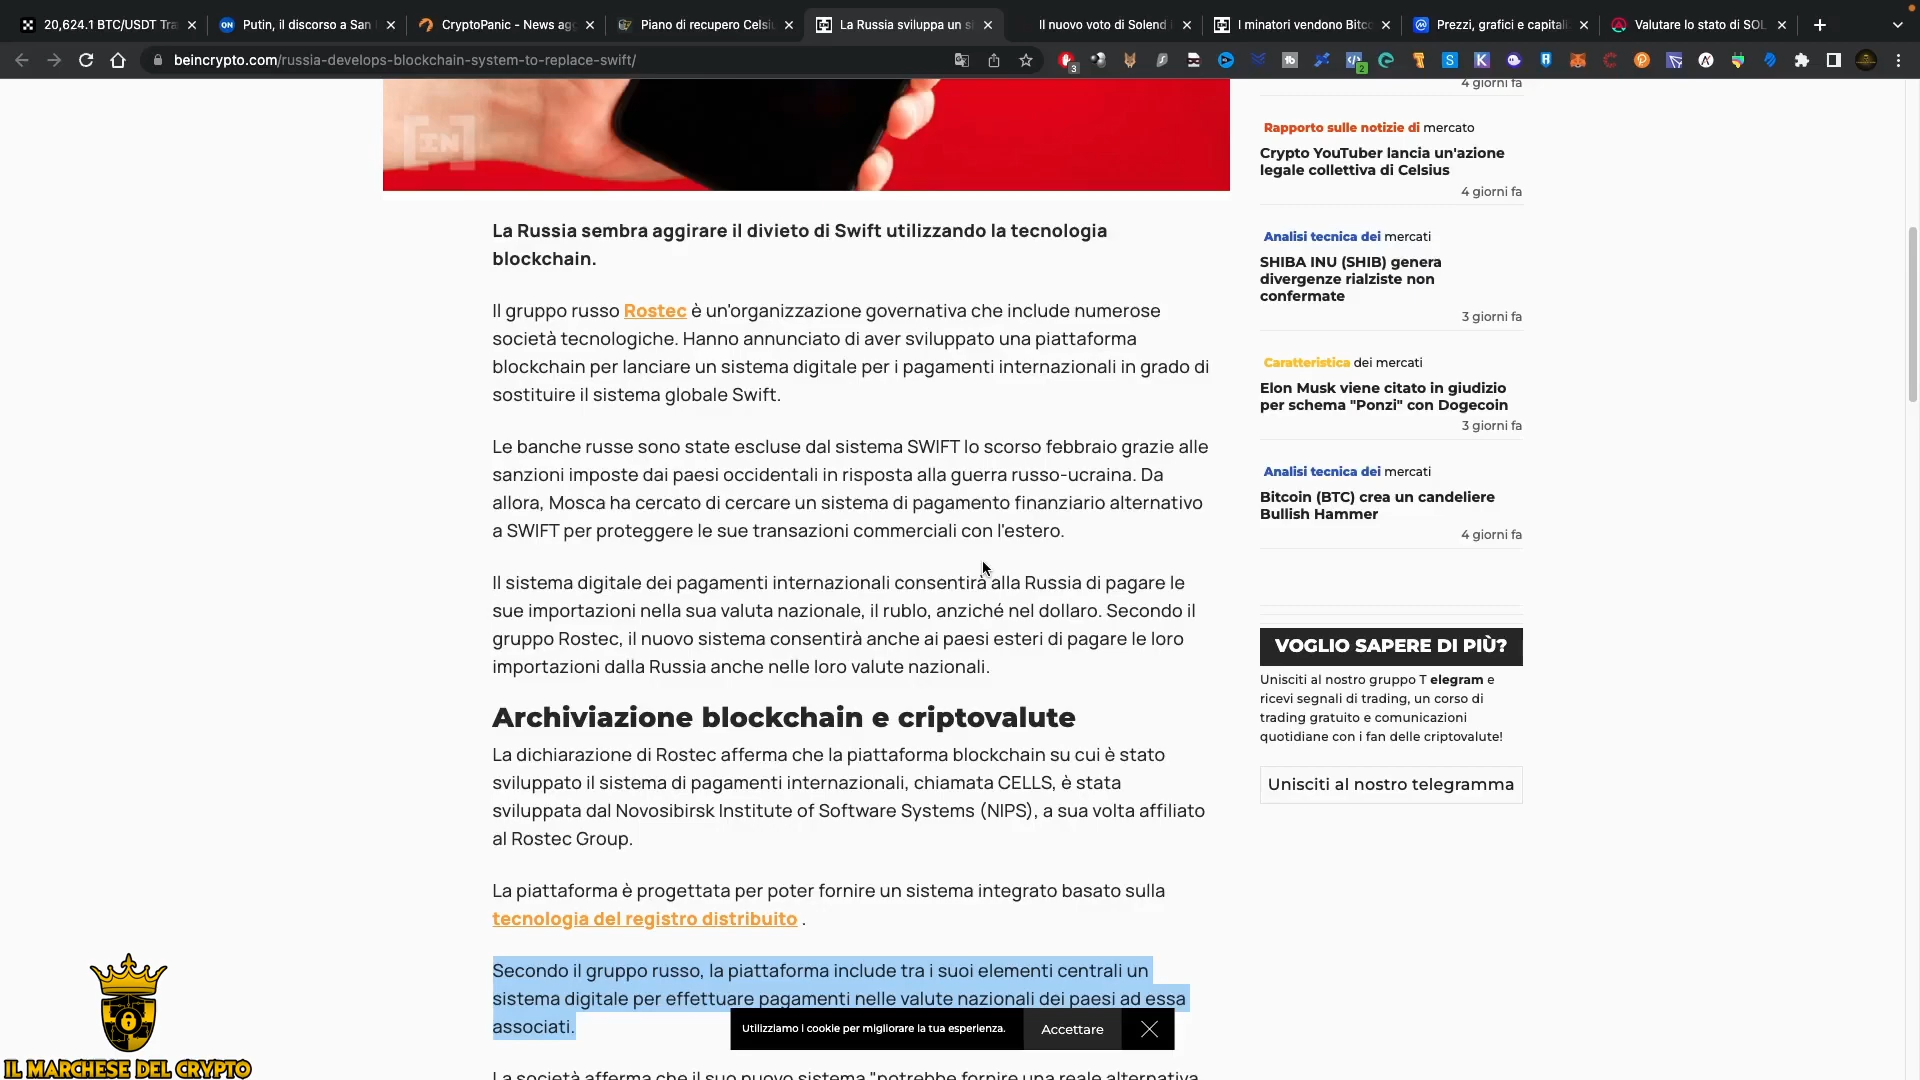 20,624.1 BTC/USDT Tra
Putin, il discorso a San
CryptoPanic - News agg
Piano di recupero Celsiu
La Russia sviluppa un si
Il nuovo voto di Solend
I minatori vendono Bitc
Prezzi, grafici e capitali
Valutare lo stato di SOL
beincrypto.com/russia-develops-blockchain-system-to-replace-swift/
3
2
IN
La Russia sembra aggirare il divieto di Swift utilizzando la tecnologia
blockchain.
Il gruppo russo Rostec è un'organizzazione governativa che include numerose
società tecnologiche. Hanno annunciato di aver sviluppato una piattaforma
blockchain per lanciare un sistema digitale per i pagamenti internazionali in grado di
sostituire il sistema globale Swift.
Le banche russe sono state escluse dal sistema SWIFT lo scorso febbraio grazie alle
sanzioni imposte dai paesi occidentali in risposta alla guerra russo-ucraina. Da
allora, Mosca ha cercato di cercare un sistema di pagamento finanziario alternativo
a SWIFT per proteggere le sue transazioni commerciali con l'estero.
Il sistema digitale dei pagamenti internazionali consentirà alla Russia di pagare le
sue importazioni nella sua valuta nazionale, il rublo, anziché nel dollaro. Secondo il
gruppo Rostec, il nuovo sistema consentirà anche ai paesi esteri di pagare le loro
importazioni dalla Russia anche nelle loro valute nazionali.
Archiviazione blockchain e criptovalute
La dichiarazione di Rostec afferma che la piattaforma blockchain su cui è stato
sviluppato il sistema di pagamenti internazionali, chiamata CELLS, è stata
sviluppata dal Novosibirsk Institute of Software Systems (NIPS), a sua volta affiliato
al Rostec Group.
La piattaforma è progettata per poter fornire un sistema integrato basato sulla
tecnologia del registro distribuito .
Secondo il gruppo russo, la piattaforma include tra i suoi elementi centrali un
sistema digitale per effettuare pagamenti nelle valute nazionali dei paesi ad essa
associati.
La società afferma che il suo nuovo sistema "potrebbe fornire una reale alternativa
4 giorni fa
Rapporto sulle notizie di mercato
Crypto YouTuber lancia un'azione
legale collettiva di Celsius
4 giorni fa
Analisi tecnica dei mercati
SHIBA INU (SHIB) genera
divergenze rialziste non
confermate
3 giorni fa
Caratteristica dei mercati
Elon Musk viene citato in giudizio
per schema "Ponzi" con Dogecoin
3 giorni fa
Analisi tecnica dei mercati
Bitcoin (BTC) crea un candeliere
Bullish Hammer
4 giorni fa
VOGLIO SAPERE DI PIÙ?
Unisciti al nostro gruppo T elegram e
ricevi segnali di trading, un corso di
trading gratuito e comunicazioni
quotidiane con i fan delle criptovalute!
Unisciti al nostro telegramma
Utilizziamo i cookie per migliorare la tua esperienza.
Accettare
IL MARCHESE DEL CRYPTO